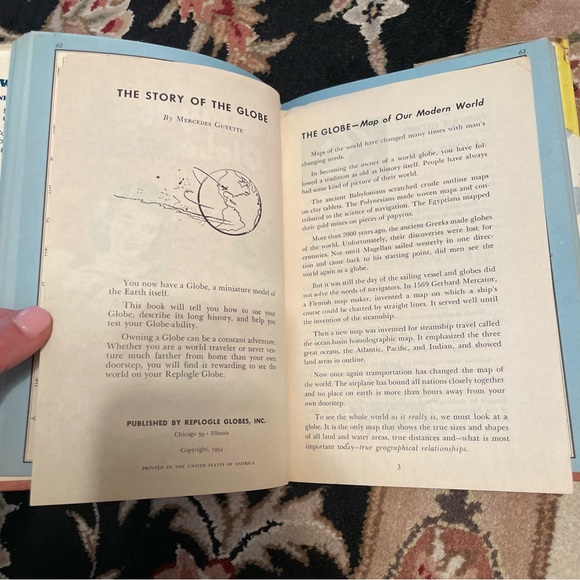 62
THE STORY OF THE GLOBE
By Mercedes Guyette
You now have a Globe, a miniature model of
the Earth itself.
This book will tell you how to use your
Globe, describe its long history, and help you
test your Globe-ability.
Owning a Globe can be a constant adventure.
Whether you are a world traveler or never ven-
ture much farther from home than your own
doorstep, you will find it rewarding to see the
world on your Replogle Globe.
PUBLISHED BY REPLOGLE GLOBES, INC.
Chicago 39 • Illinois
Copyright, 1954
PRINTED IN THE UNITED STATES OF AMERICA
63
THE GLOBE—Map of Our Modern World
Maps of the world have changed many times with man's
changing needs.
In becoming the owner of a world globe, you have fol-
lowed a tradition as old as history itself. People have always
had some kind of picture of their world.
The ancient Babylonians scratched crude outline maps
on clay tablets. The Polynesians made woven maps and con-
tributed to the science of navigation. The Egyptians mapped
their gold mines on pieces of papyrus.
More than 2000 years ago, the ancient Greeks made globes
of the world. Unfortunately, their discoveries were lost for
centuries. Not until Magellan sailed westerly in one direc-
tion and came back to his starting point, did men see the
world again as a globe.
But it was still the day of the sailing vessel and globes did
not solve the needs of navigators. In 1569 Gerhard Mercator,
a Flemish map maker, invented a map on which a ship's
course could be charted by straight lines. It served well until
the invention of the steamship.
Then a new map was invented for steamship travel called
the ocean-basin homolographic map. It emphasized the three
great oceans, the Atlantic, Pacific, and Indian, and showed
land areas in outline.
Now once again transportation has changed the map of
the world. The airplane has bound all nations closely together
and no place on earth is more than hours away from your
own doorstep.
To see the whole world as it really is, we must look at a
globe. It is the only map that shows the true sizes and shapes
of all land and water areas, true distances and—what is most
important today—true geographical relationships.
3